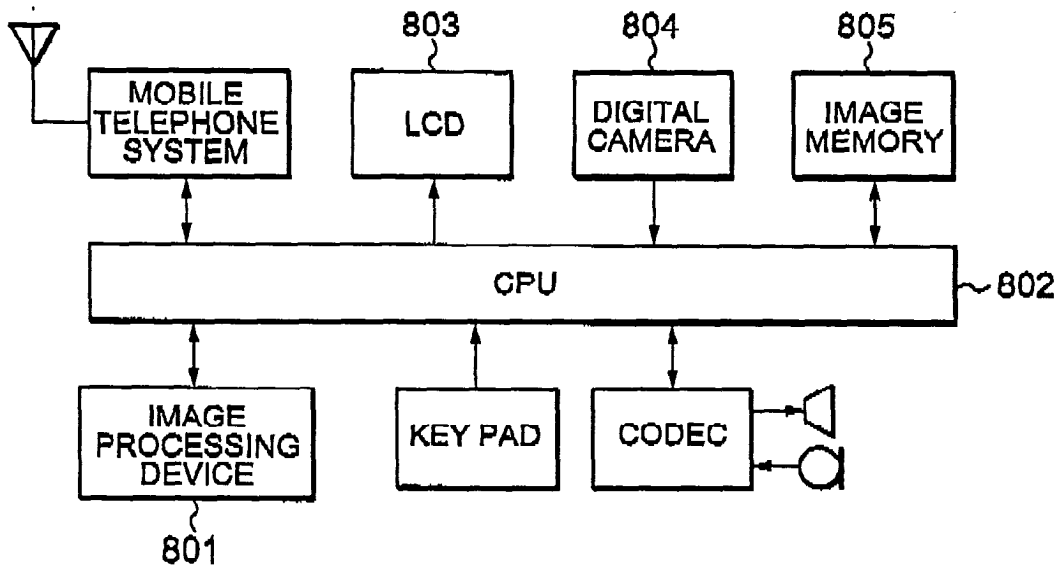 803
804
805
MOBILE
TELEPHONE
SYSTEM
LCD
DIGITAL
CAMERA
IMAGE
MEMORY
CPU
802
IMAGE
PROCESSING
DEVICE
KEY PAD
CODEC
801